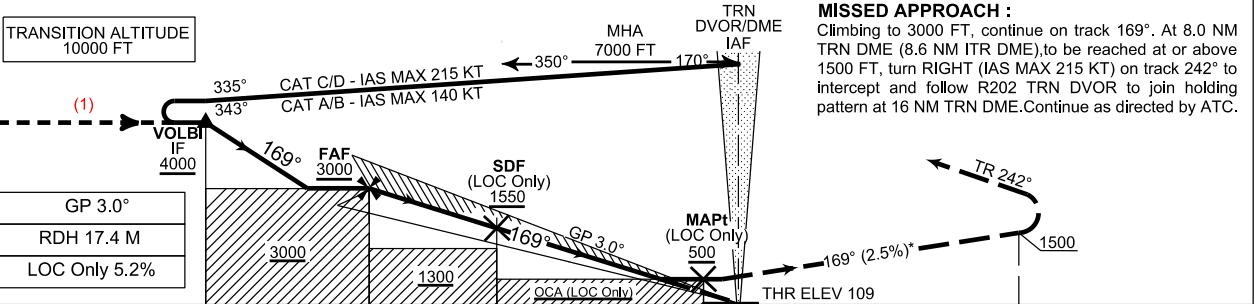 TRANSITION ALTITUDE
10000 FT
(1)
335°
CAT C/D - IAS MAX 215 KT
343°
CAT A/B - IAS MAX 140 KT
MHA
7000 FT
350°
170°
TRN
DVOR/DME
IAF
VOLBI
IF
4000
169°
FAF
3000
SDF
(LOC Only)
1550
169°
GP 3.0°
MAPt
(LOC Only)
500
3000
1300
OCA (LOC Only)
THR ELEV 109
169° (2.5%)*
TR 242°
1500
GP 3.0°
RDH 17.4 M
LOC Only 5.2%
MISSED APPROACH :
Climbing to 3000 FT, continue on track 169°. At 8.0 NM
TRN DME (8.6 NM ITR DME),to be reached at or above
1500 FT, turn RIGHT (IAS MAX 215 KT) on track 242° to
intercept and follow R202 TRN DVOR to join holding
pattern at 16 NM TRN DME.Continue as directed by ATC.